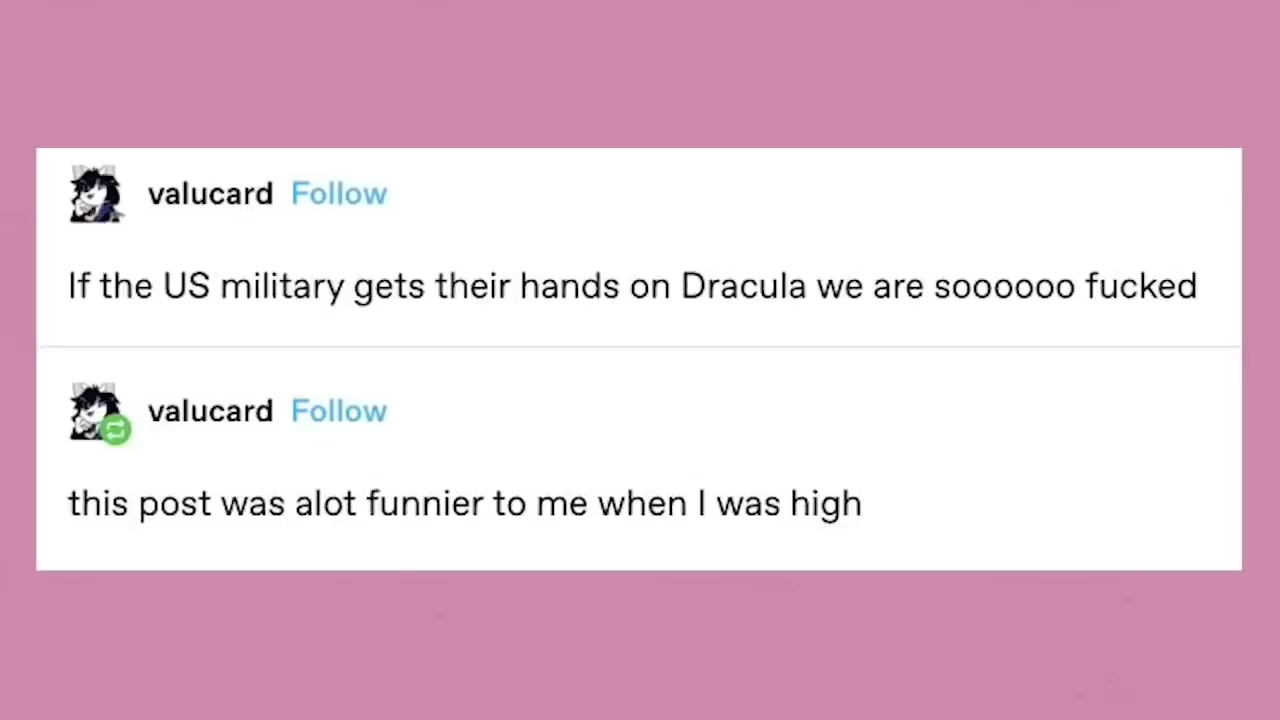 valucard Follow
If the US military gets their hands on Dracula we are soooooo fucked
valucard Follow
this post was alot funnier to me when I was high